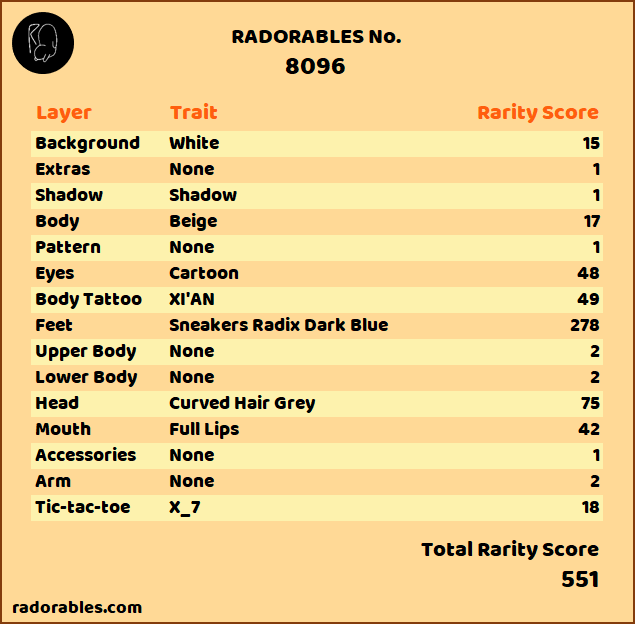 RADORABLES No.
8096
Layer Trait Rarity Score
Background White 15
Extras None 1
Shadow Shadow 1
Body Beige 17
Pattern None 1
Eyes Cartoon 48
Body Tattoo XI'AN 49
Feet Sneakers Radix Dark Blue 278
Upper Body None 2
Lower Body None 2
Head Curved Hair Grey 75
Mouth Full Lips 42
Accessories None 1
Arm None 2
Tic-tac-toe X_7 18
Total Rarity Score
551
radorables.com